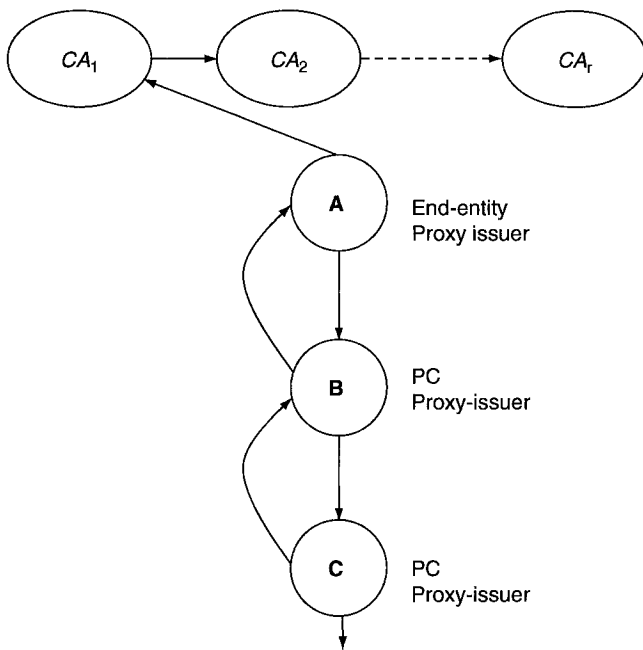 CA1
CA2
CAr
A
End-entity
Proxy issuer
B
PC
Proxy-issuer
C
PC
Proxy-issuer